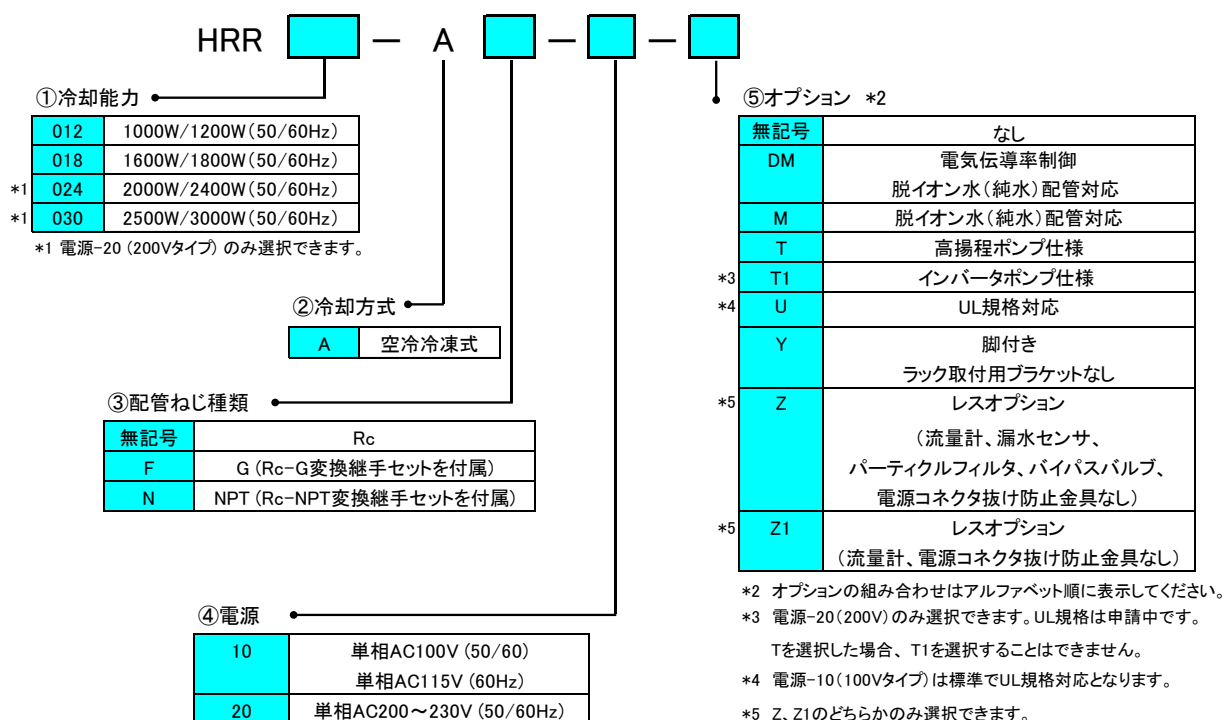 HRR － A － －
①冷却能力
012 1000W/1200W(50/60Hz)
018 1600W/1800W(50/60Hz)
*1 024 2000W/2400W(50/60Hz)
*1 030 2500W/3000W(50/60Hz)
*1 電源-20 (200Vタイプ) のみ選択できます。
②冷却方式
A 空冷冷凍式
③配管ねじ種類
無記号 Rc
F G (Rc-G変換継手セットを付属)
N NPT (Rc-NPT変換継手セットを付属)
④電源
10 単相AC100V (50/60)
単相AC115V (60Hz)
20 単相AC200～230V (50/60Hz)
⑤オプション *2
無記号 なし
DM 電気伝導率制御
脱イオン水(純水)配管対応
M 脱イオン水(純水)配管対応
T 高揚程ポンプ仕様
*3 T1 インバータポンプ仕様
*4 U UL規格対応
Y 脚付き
ラック取付用ブラケットなし
*5 Z レスオプション
(流量計、漏水センサ、
パーティクルフィルタ、バイパスバルブ、
電源コネクタ抜け防止金具なし)
*5 Z1 レスオプション
(流量計、電源コネクタ抜け防止金具なし)
*2 オプションの組み合わせはアルファベット順に表示してください。
*3 電源-20(200V)のみ選択できます。UL規格は申請中です。
Tを選択した場合、T1を選択することはできません。
*4 電源-10(100Vタイプ)は標準でUL規格対応となります。
*5 Z、Z1のどちらかのみ選択できます。